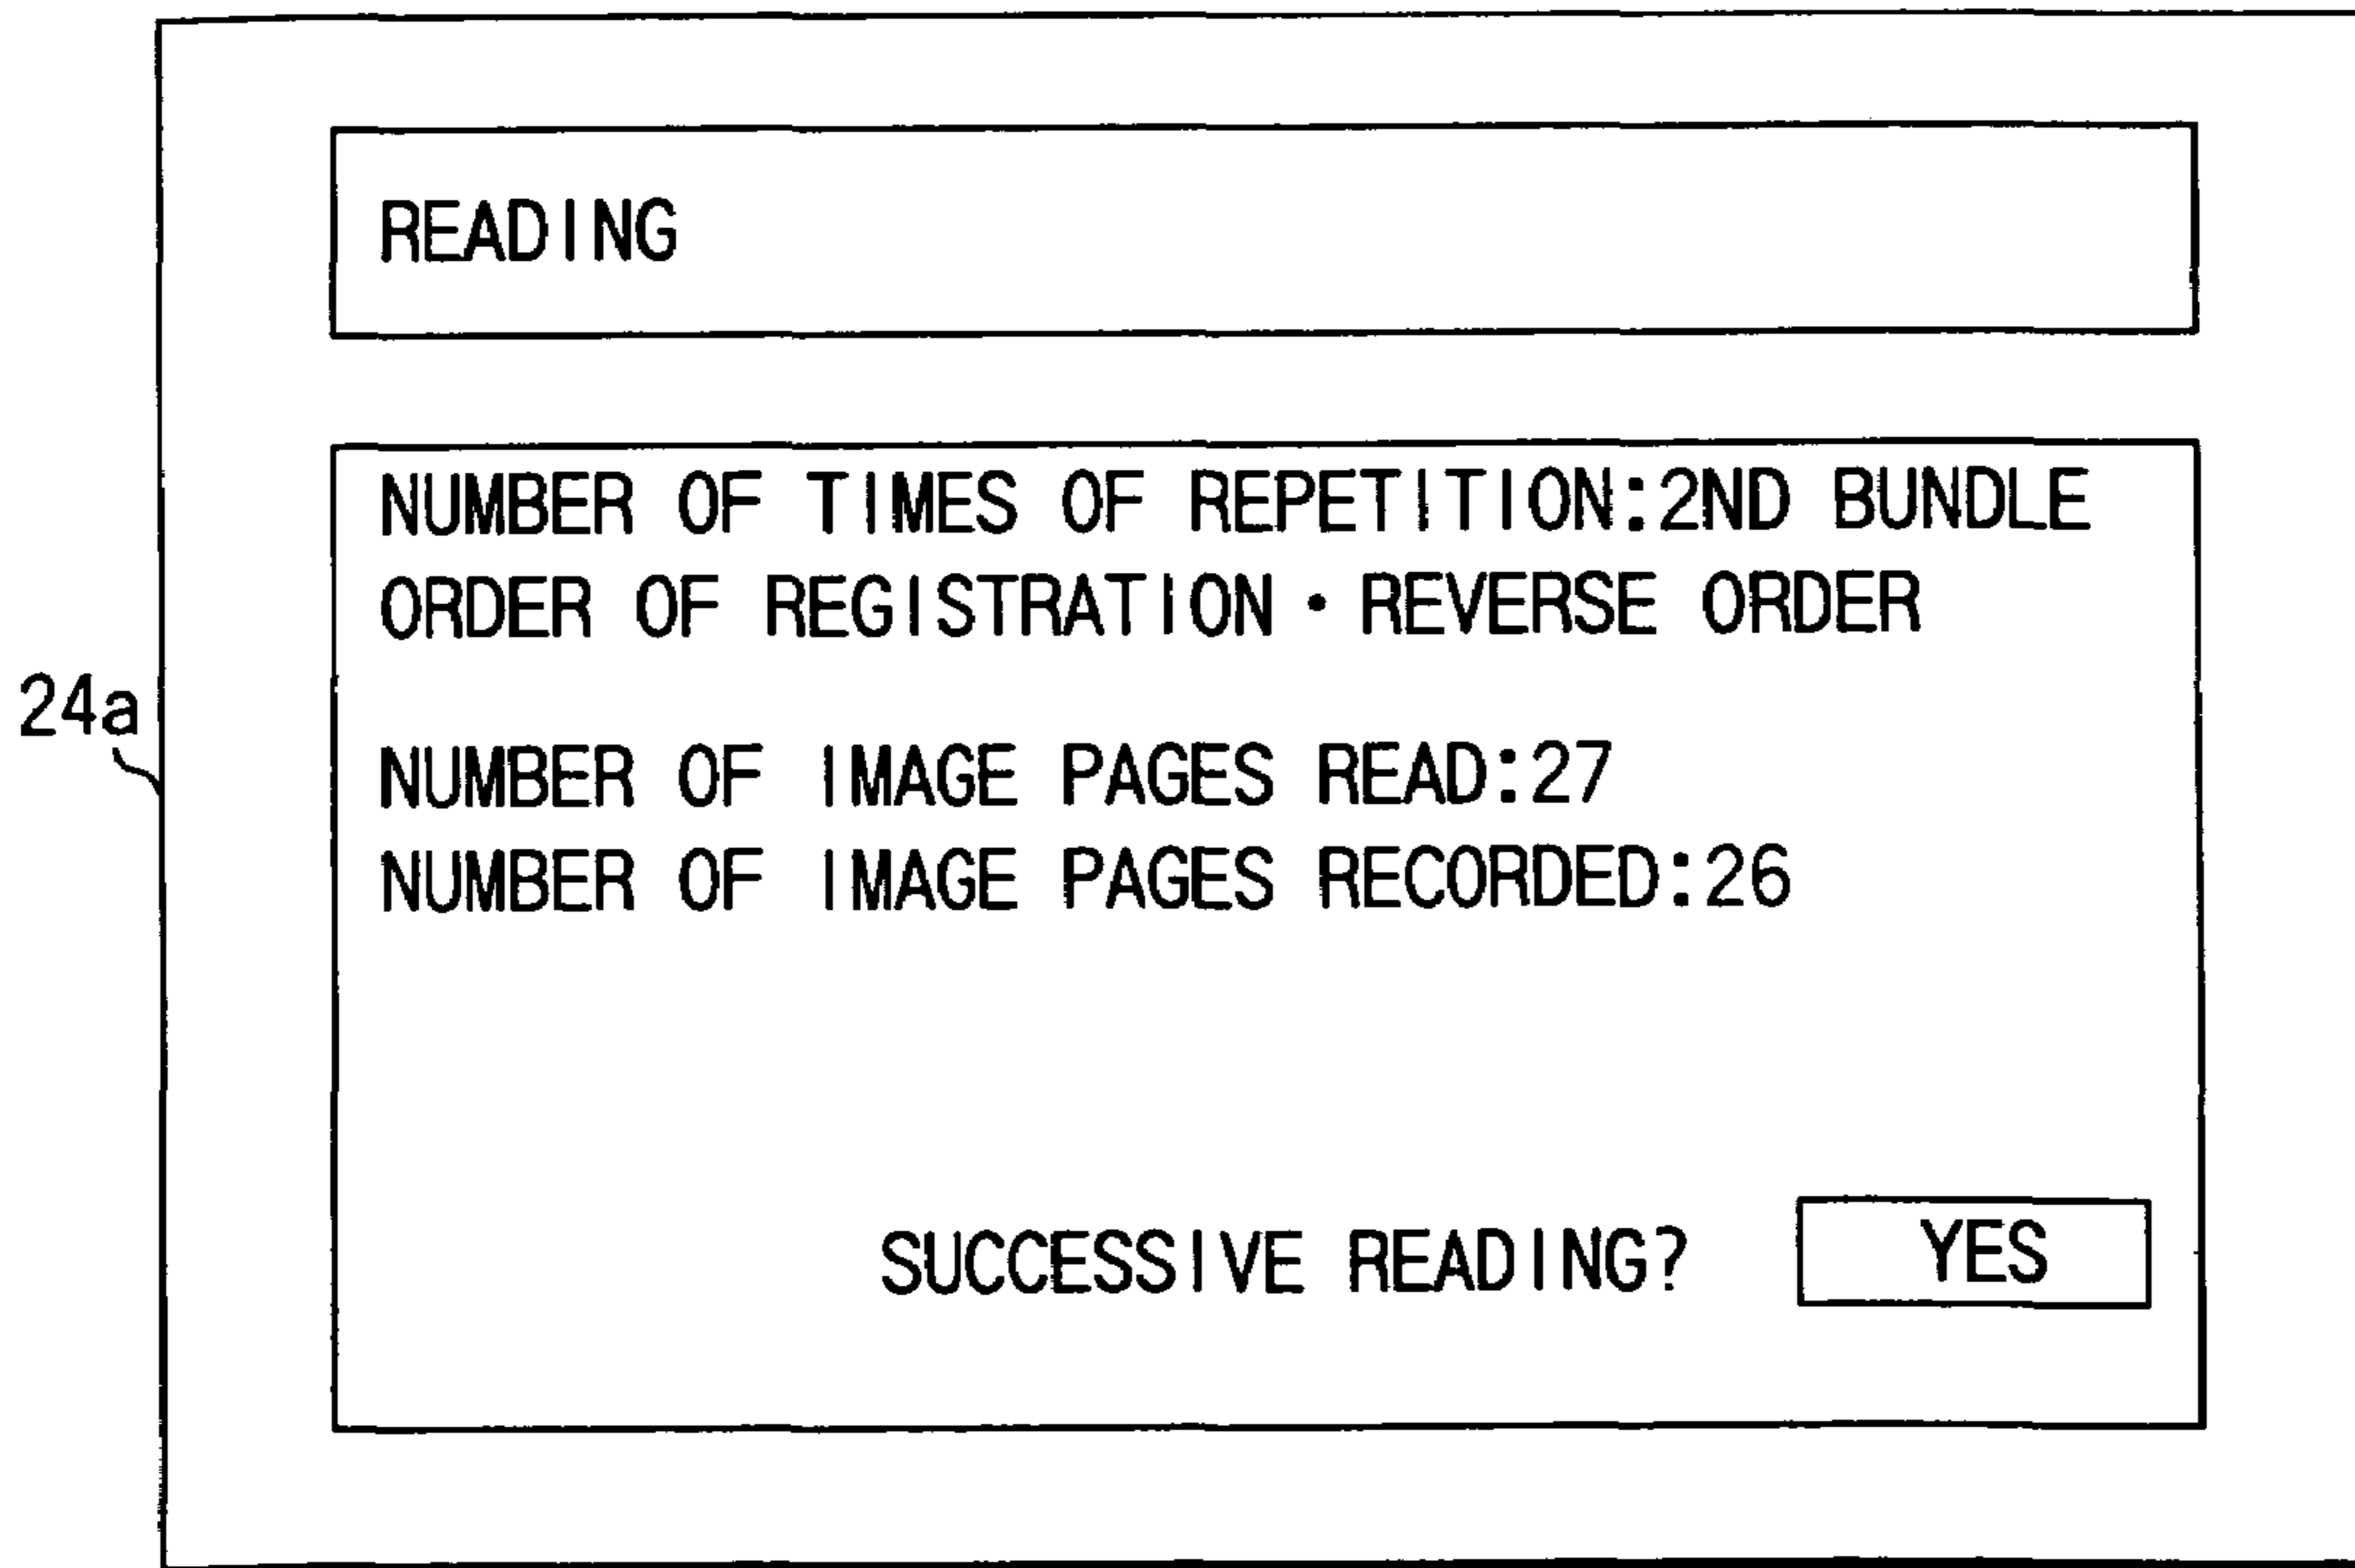 READING
NUMBER OF TIMES OF REPETITION:2ND BUNDLE
ORDER OF REGISTRATION・REVERSE ORDER
24a
NUMBER OF IMAGE PAGES READ:27
NUMBER OF IMAGE PAGES RECORDED:26
SUCCESSIVE READING? YES